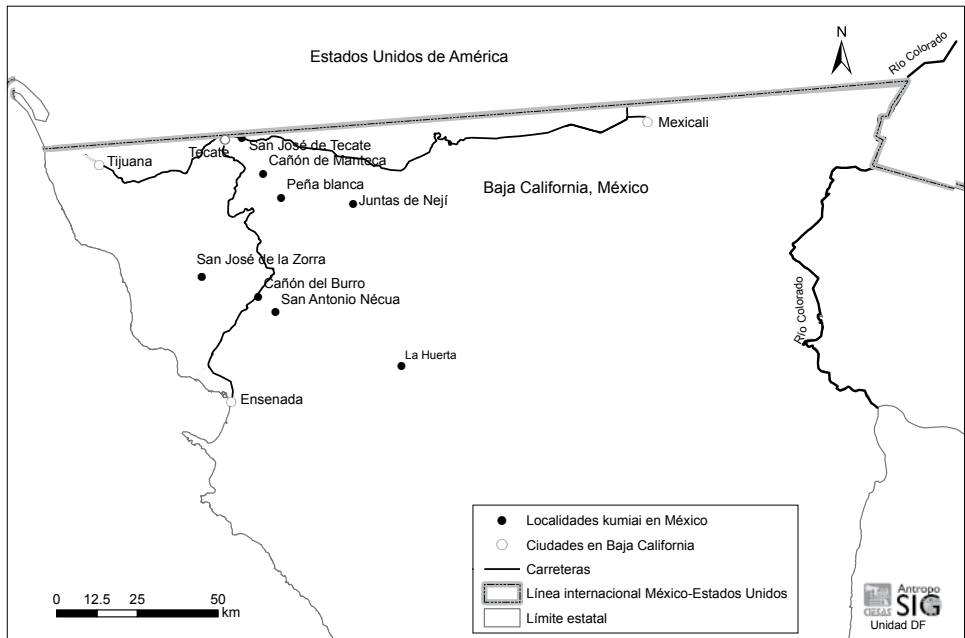 Estados Unidos de América
N
Río Colorado
Mexicali
San José de Tecate
Tecate
Cañón de Manteca
Tijuana
Peña blanca
Juntas de Nejí
Baja California, México
San José de la Zorra
Cañón del Burro
San Antonio Nécua
Río Colorado
La Huerta
Ensenada
Localidades kumiai en México
Ciudades en Baja California
Carreteras
Línea internacional México-Estados Unidos
Límite estatal
0 12.5 25 50
km
CIESAS
Antropo
SIG
Unidad DF